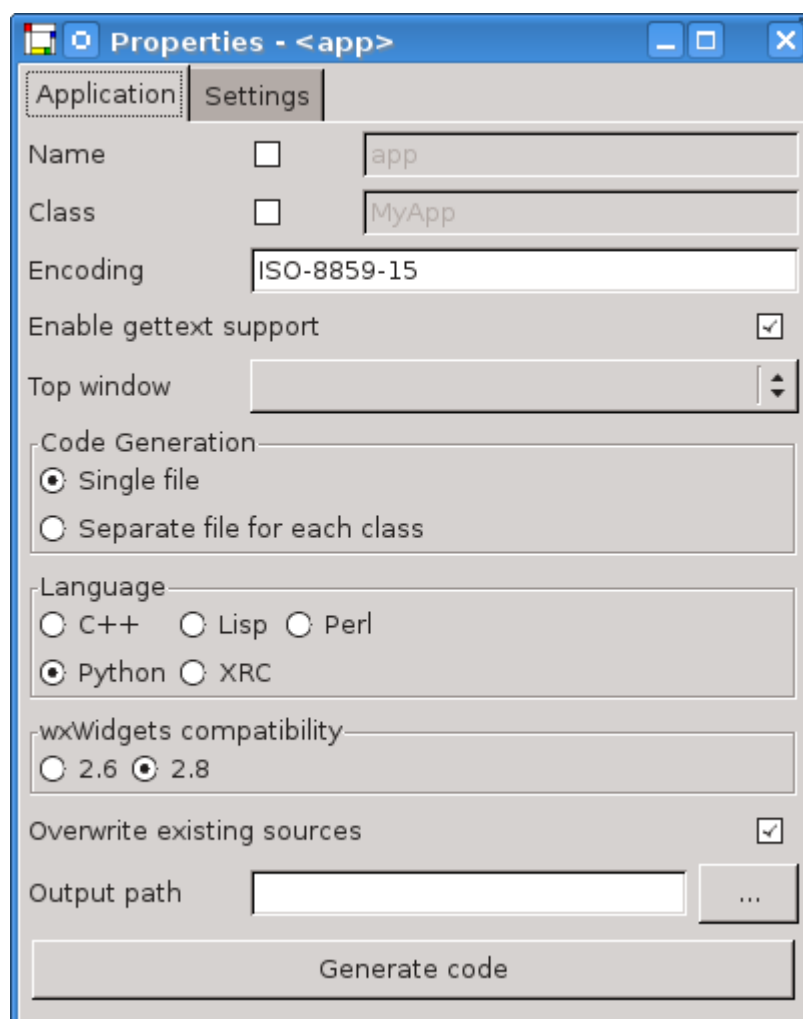 Properties - <app>
Application Settings
Name app
Class MyApp
Encoding ISO-8859-15
Enable gettext support
Top window
Code Generation
Single file
Separate file for each class
Language
C++ Lisp Perl
Python XRC
wxWidgets compatibility
2.6 2.8
Overwrite existing sources
Output path ...
Generate code